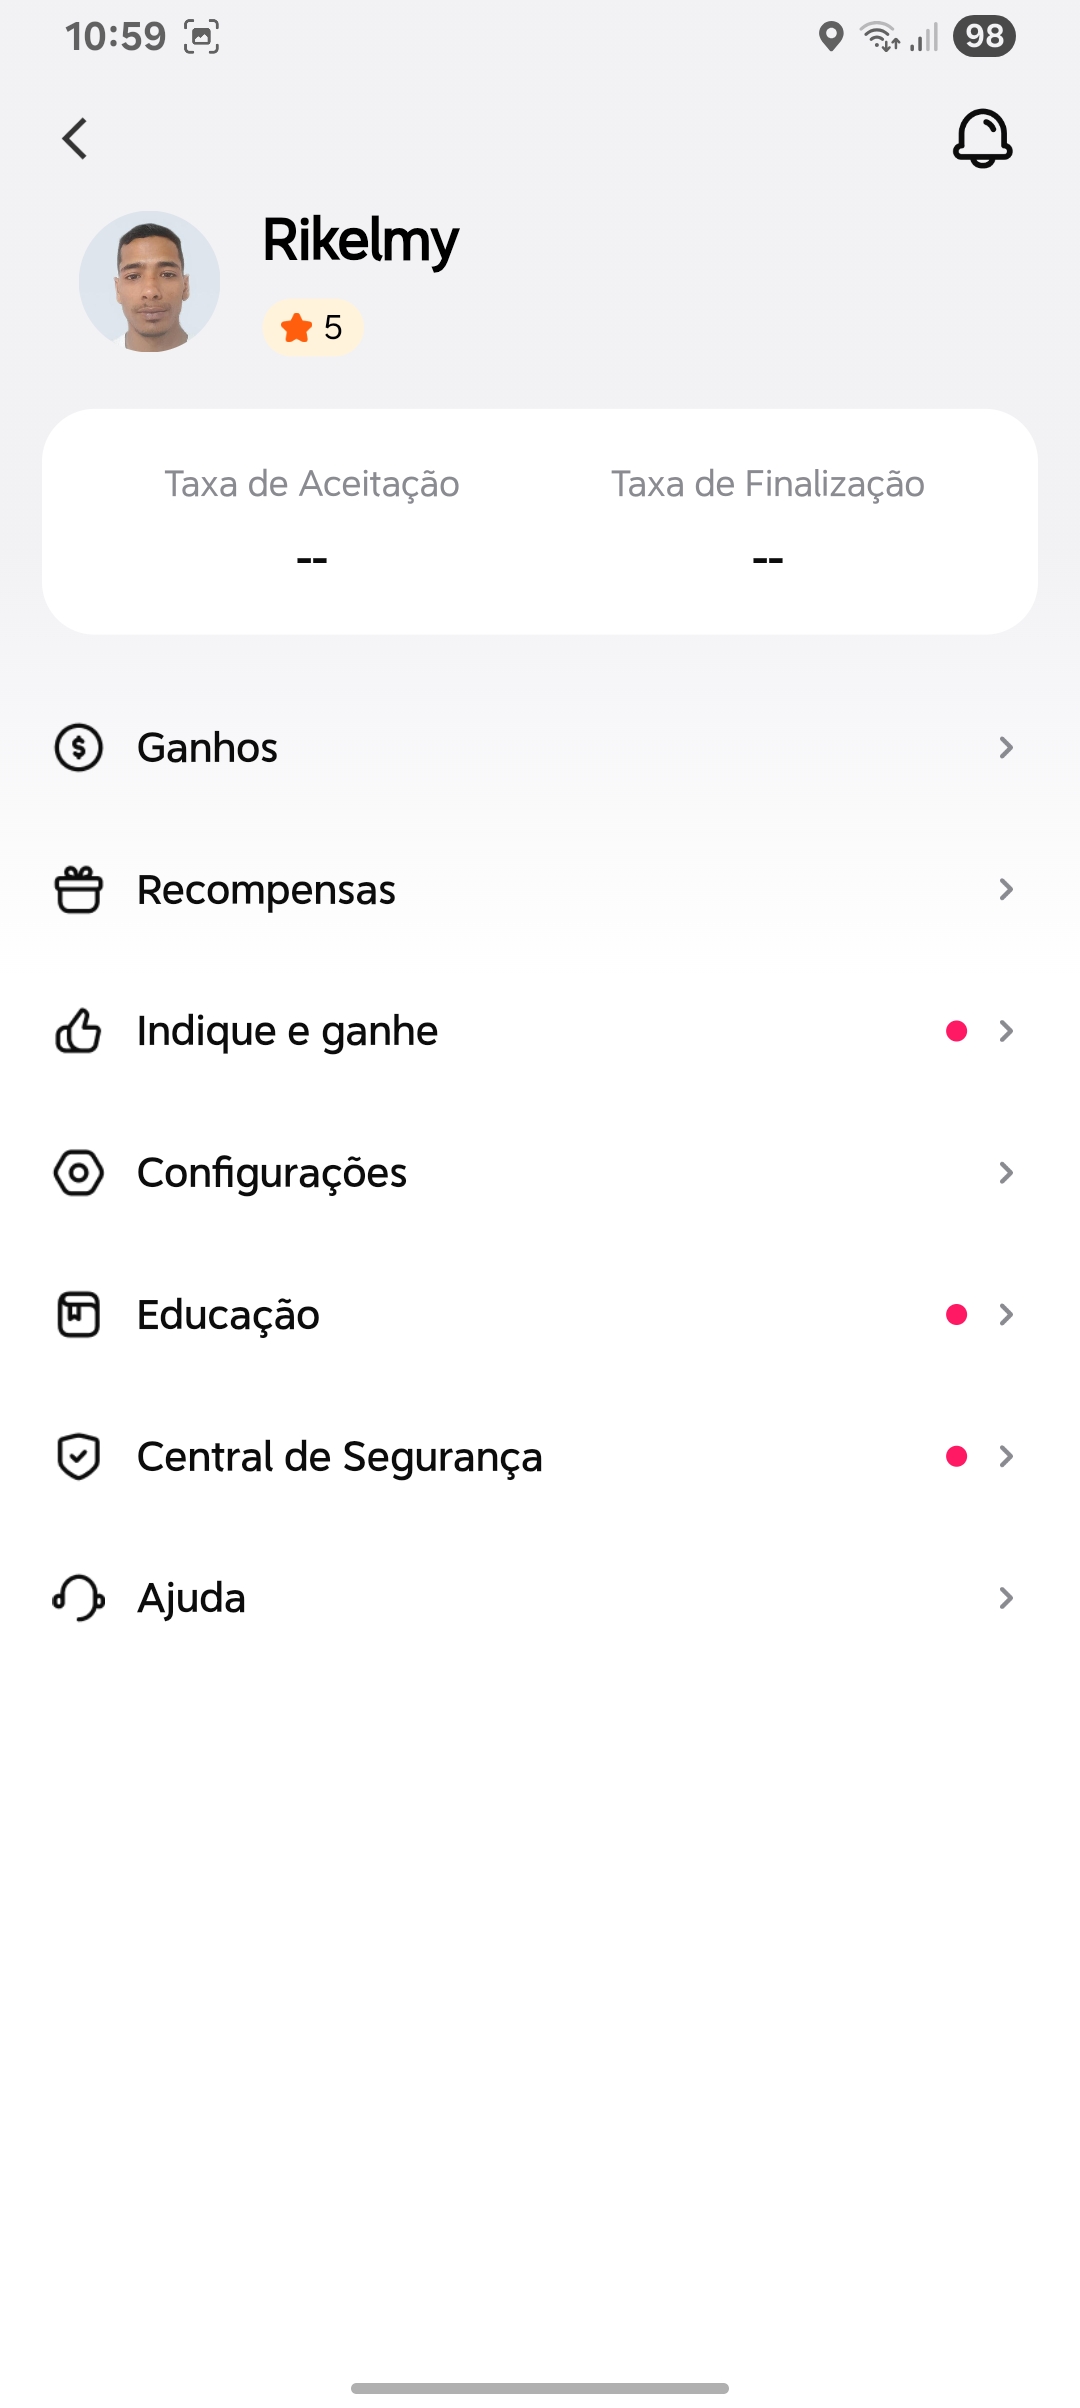 10:59
98
Rikelmy
5
Taxa de Aceitação
Taxa de Finalização
--
--
Ganhos
Recompensas
Indique e ganhe
Configurações
Educação
Central de Segurança
Ajuda